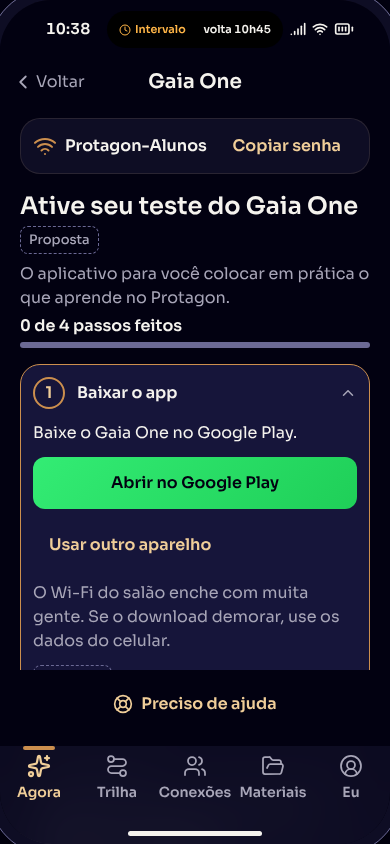 10:38
Intervalo volta 10h45
Voltar
Gaia One
Protagon-Alunos
Copiar senha
Ative seu teste do Gaia One
Proposta
O aplicativo para você colocar em prática o
que aprende no Protagon.
0 de 4 passos feitos
1 Baixar o app
Baixe o Gaia One no Google Play.
Abrir no Google Play
Usar outro aparelho
O Wi-Fi do salão enche com muita
gente. Se o download demorar, use os
dados do celular.
Preciso de ajuda
Agora
Trilha
Conexões
Materiais
Eu